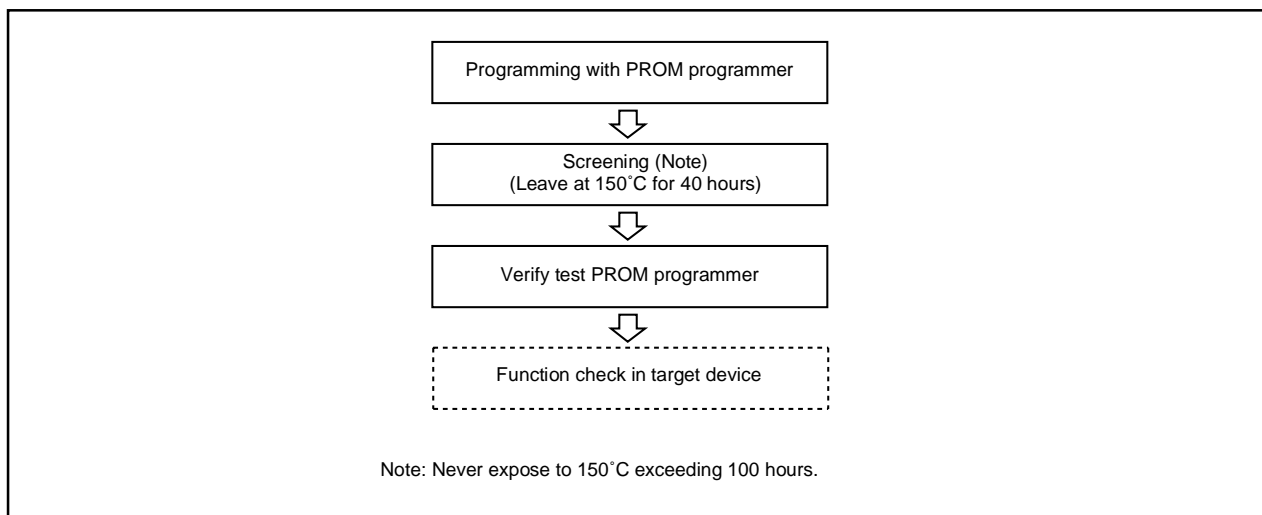 Programming with PROM programmer
Screening (Note)
(Leave at 150˚C for 40 hours)
Verify test PROM programmer
Function check in target device
Note: Never expose to 150˚C exceeding 100 hours.